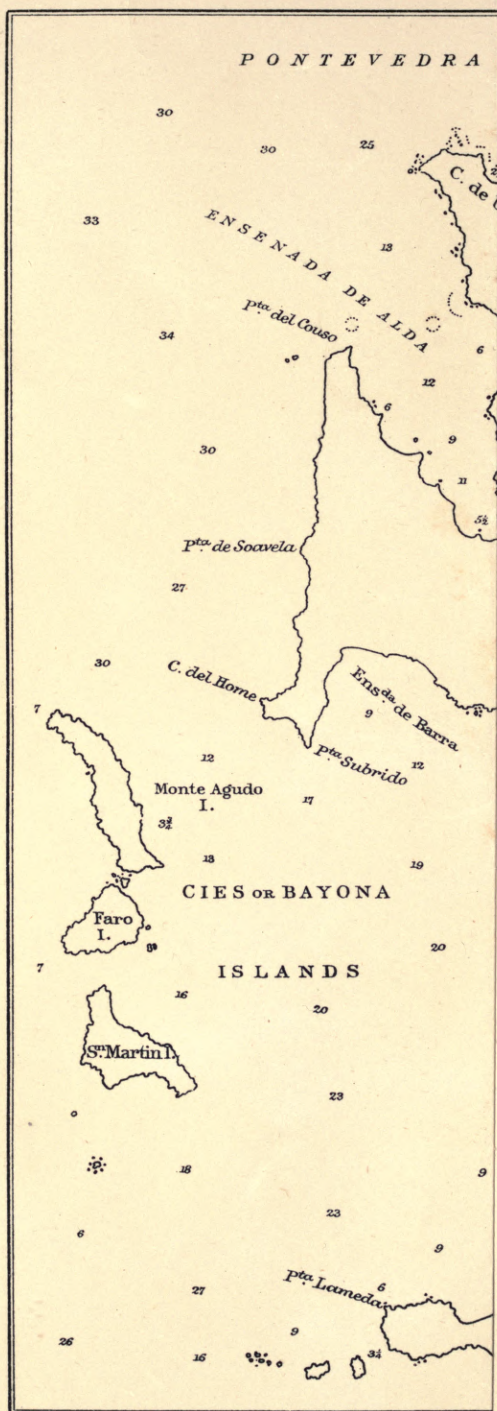 PONTEVEDRA
30
30
25
33
C. de
ENSENADA DE ALDA
13
Pta. del Couso
34
6
12
6
9
30
11
5½
Pta. de Soavela
27
30
C. del Home
Ensda. de Barra
7
9
12
Pta. Subrido
12
Monte Agudo
I.
17
3¾
13
19
CIES OR BAYONA
Faro
I.
20
7
ISLANDS
16
20
Sn. Martin I.
23
18
9
23
6
9
Pta. Lameda
6
27
9
26
16
3¼